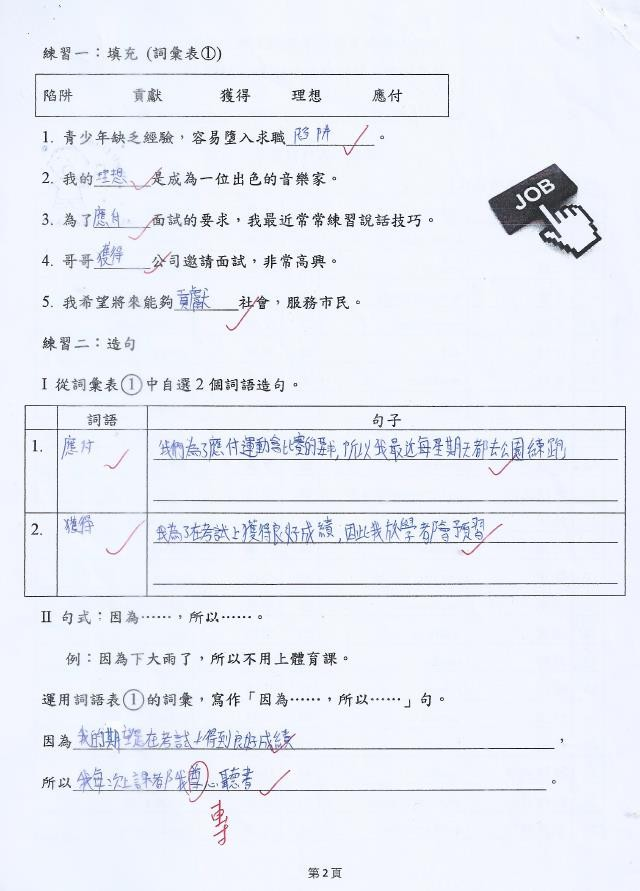 練習一：填充 (詞彙表①)
陷阱 貢獻 獲得 理想 應付
1. 青少年缺乏經驗，容易墮入求職陷阱。
2. 我的理想是成為一位出色的音樂家。
3. 為了應付面試的要求，我最近常常練習說話技巧。
4. 哥哥獲得公司邀請面試，非常高興。
5. 我希望將來能夠貢獻社會，服務市民。
JOB
練習二：造句
I 從詞彙表①中自選2個詞語造句。
詞語 句子
1. 應付 我們為了應付運動會比賽的要求，所以我最近每星期天都去公園練跑
2. 獲得 我為了在考試上獲得良好成績，因此我放學都會預習
II 句式：因為……，所以……。
例：因為下大雨了，所以不用上體育課。
運用詞語表①的詞彙，寫作「因為……，所以……」句。
因為我的期望是在考試上得到良好成績，
所以我每次上課都我尊心聽書。
專
第2頁